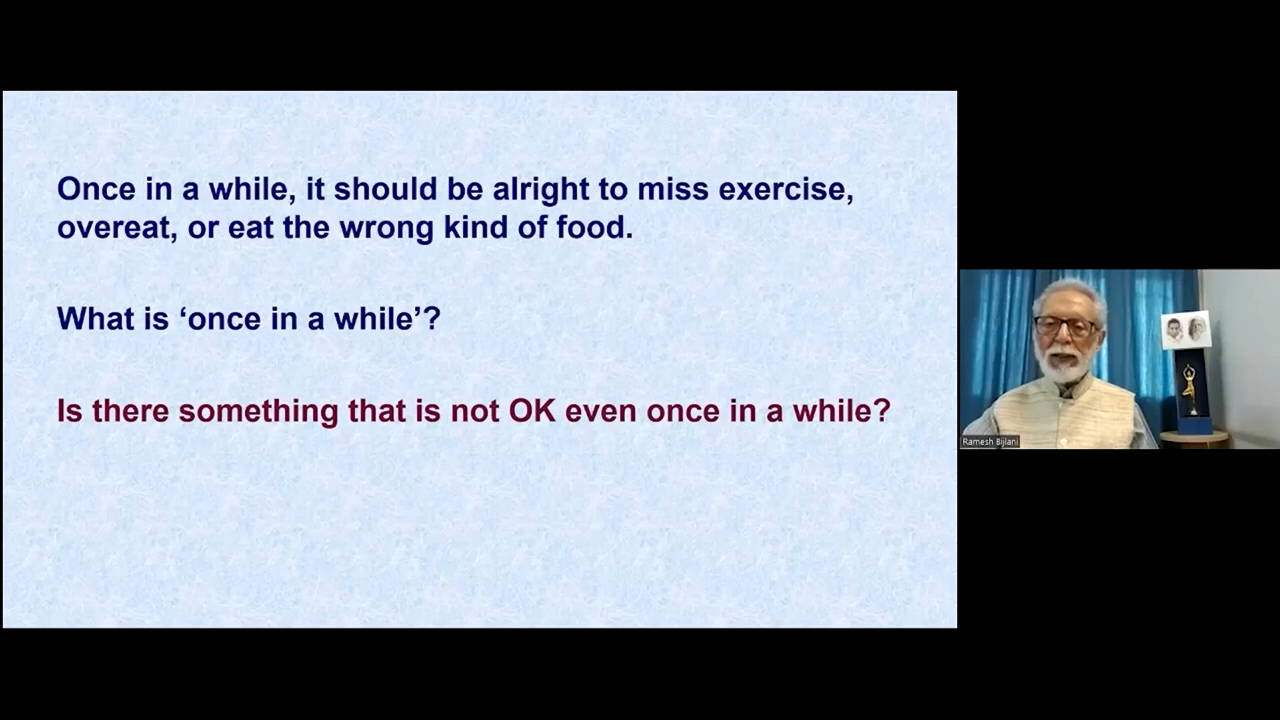 Once in a while, it should be alright to miss exercise,
overeat, or eat the wrong kind of food.
What is ‘once in a while’?
Is there something that is not OK even once in a while?
Ramesh Bijlani